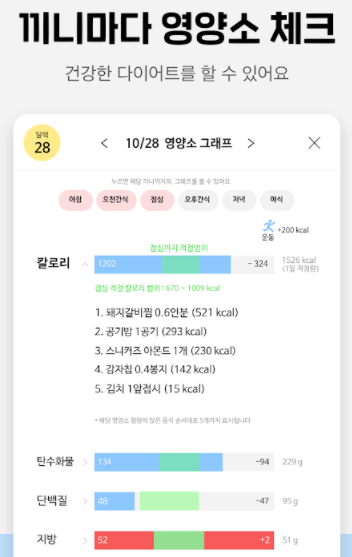 끼니마다 영양소 체크
건강한 다이어트를 할 수 있어요
달력
28
< 10/28 영양소 그래프 >
누르면 해당 끼니까지의 그래프를 볼 수 있어요
아침 오전간식 점심 오후간식 저녁 야식
운동 +200 kcal
점심까지 적정범위
칼로리 1202 -324 1526 kcal
(1일 적정량)
점심 적정 칼로리 범위 1670 ~ 1009 kcal
1. 돼지갈비찜 0.6인분 (521 kcal)
2. 공기밥 1공기 (293 kcal)
3. 스니커즈 아몬드 1개 (230 kcal)
4. 감자칩 0.4봉지 (142 kcal)
5. 김치 1앞접시 (15 kcal)
* 해당 영양소 함량이 많은 음식 순서대로 5개까지 표시됩니다
탄수화물 > 134 -94 229 g
단백질 > 48 -47 95 g
지방 > 52 +2 51 g